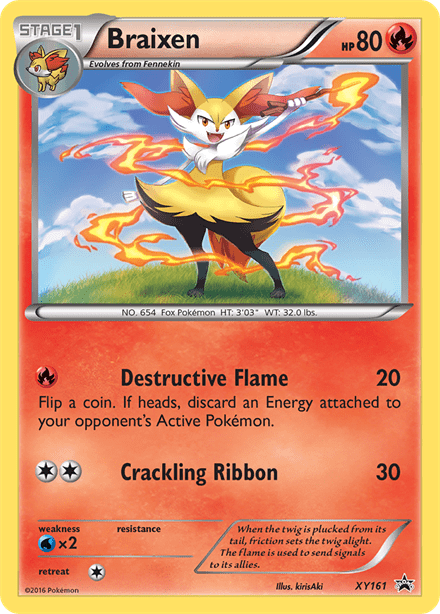 STAGE1
Braixen
HP80
Evolves from Fennekin
NO. 654 Fox Pokémon HT: 3'03" WT: 32.0 lbs.
Destructive Flame 20
Flip a coin. If heads, discard an Energy attached to
your opponent's Active Pokémon.
Crackling Ribbon 30
weakness resistance
×2
retreat
When the twig is plucked from its
tail, friction sets the twig alight.
The flame is used to send signals
to its allies.
©2016 Pokémon Illus. kirisAki XY161
PROMO